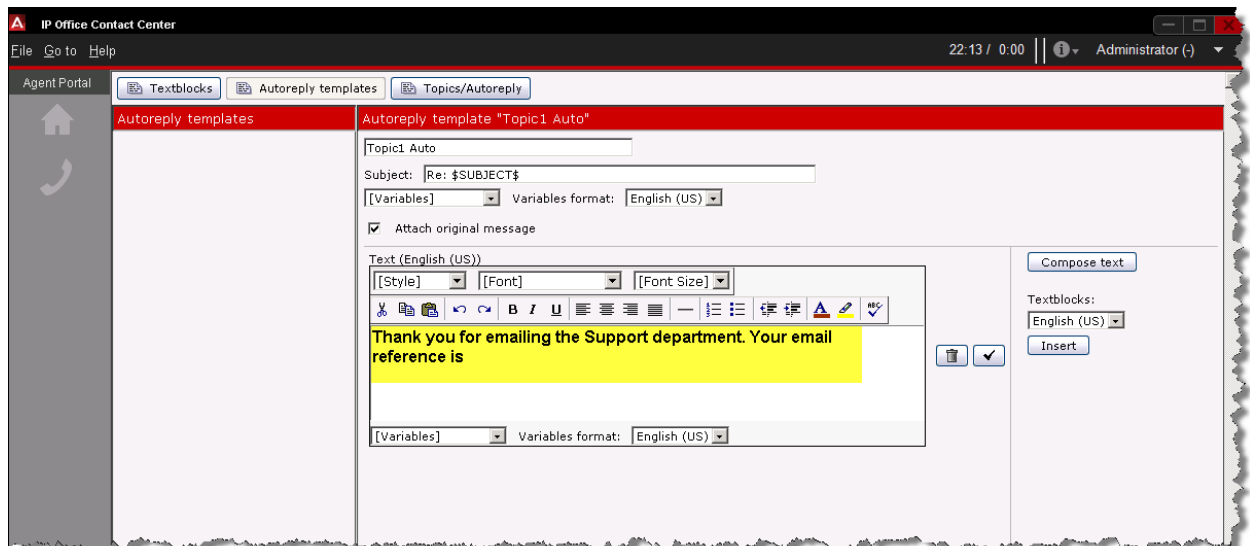 IP Office Contact Center
File Go to Help
22:13 / 0:00
Administrator (-)
Agent Portal
Textblocks
Autoreply templates
Topics/Autoreply
Autoreply templates
Autoreply template "Topic1 Auto"
Topic1 Auto
Subject: Re: $SUBJECT$
[Variables] Variables format: English (US)
Attach original message
Text (English (US))
[Style] [Font] [Font Size]
B I U A ABC
Thank you for emailing the Support department. Your email
reference is
[Variables] Variables format: English (US)
Compose text
Textblocks:
English (US)
Insert